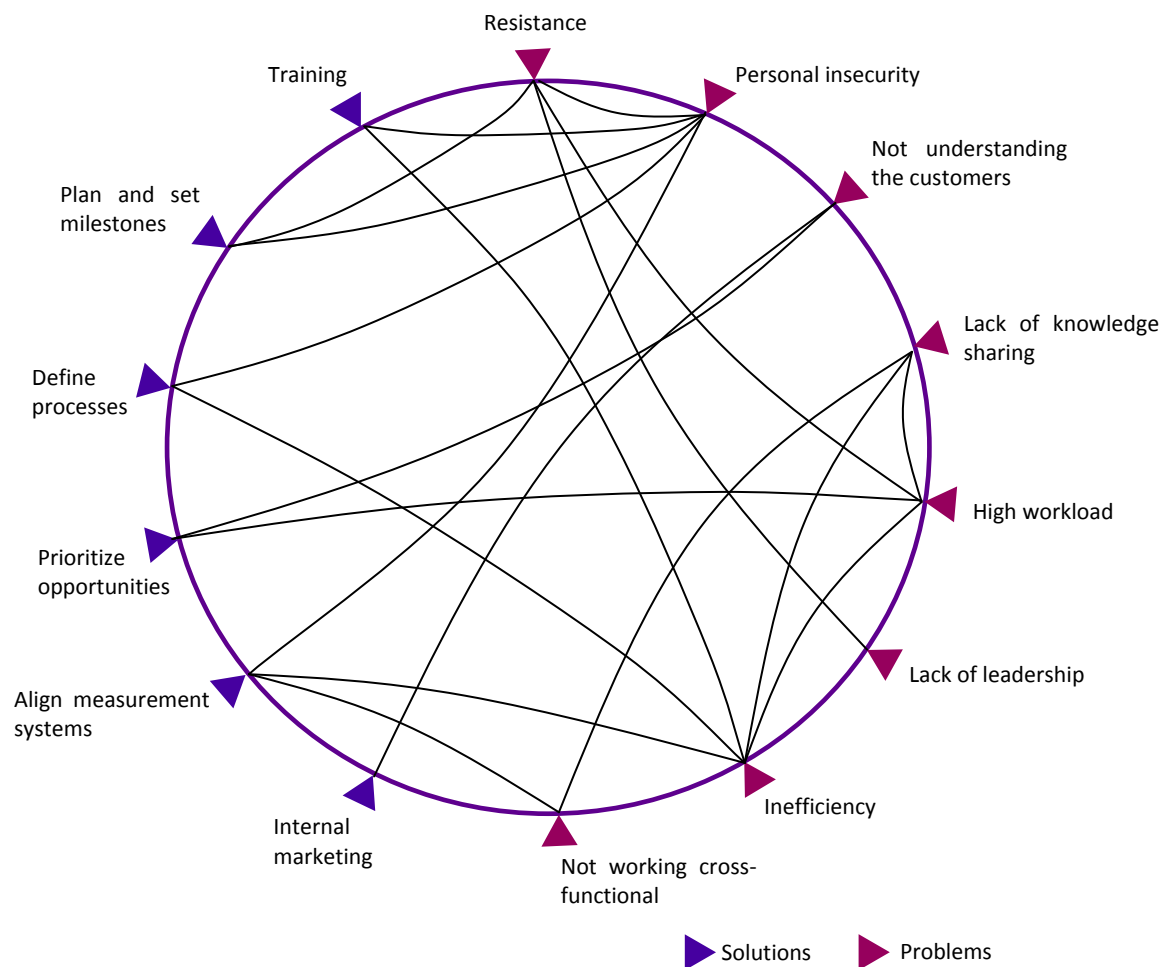 Resistance
Training
Personal insecurity
Not understanding
the customers
Plan and set
milestones
Lack of knowledge
sharing
Define
processes
High workload
Prioritize
opportunities
Lack of leadership
Align measurement
systems
Inefficiency
Internal
marketing
Not working cross-
functional
Solutions
Problems